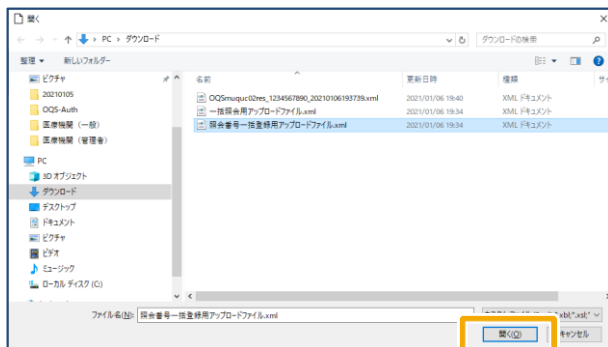 開く
PC › ダウンロード
ダウンロードの検索
整理 新しいフォルダー
ピクチャ
20210105
OQS-Auth
医療機関（一般）
医療機関（管理者）
PC
3D オブジェクト
ダウンロード
デスクトップ
ドキュメント
ピクチャ
ビデオ
ミュージック
ローカル ディスク (C:)
名前 更新日時 種類 サイ
OQSmuquc02res_1234567890_20210106193739.xml 2021/01/06 19:40 XML ドキュメント
一括照会用アップロードファイル.xml 2021/01/06 19:34 XML ドキュメント
照会番号一括登録用アップロードファイル.xml 2021/01/06 19:34 XML ドキュメント
ファイル名(N): 照会番号一括登録用アップロードファイル.xml
xbl;*.xsl;*
開く(O) キャンセル